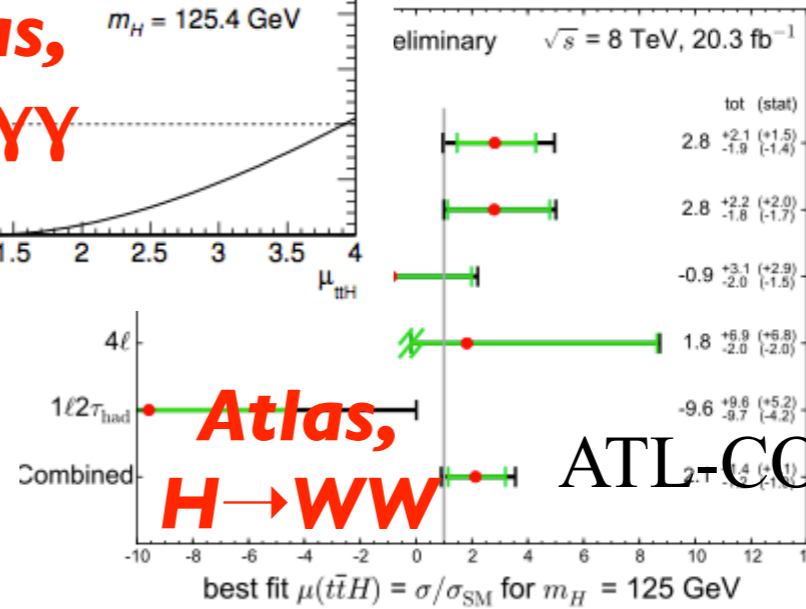 m_H = 125.4 GeV
as,
γγ
1.5 2 2.5 3 3.5 4
μ_ttH
eliminary √s = 8 TeV, 20.3 fb⁻¹
tot (stat)
2.8 +2.1 -1.9 (+1.5) (-1.4)
2.8 +2.2 -1.8 (+2.0) (-1.7)
-0.9 +3.1 -2.0 (+2.9) (-1.5)
4ℓ 1.8 +6.9 -2.0 (+6.8) (-2.0)
1ℓ2τ_had -9.6 +9.6 -9.7 (+5.2) (-4.2)
Atlas,
Combined 2.1
ATL-CO
H→WW
-10 -8 -6 -4 -2 0 2 4 6 8 10 12 1
best fit μ(tt̄H) = σ/σ_SM for m_H = 125 GeV